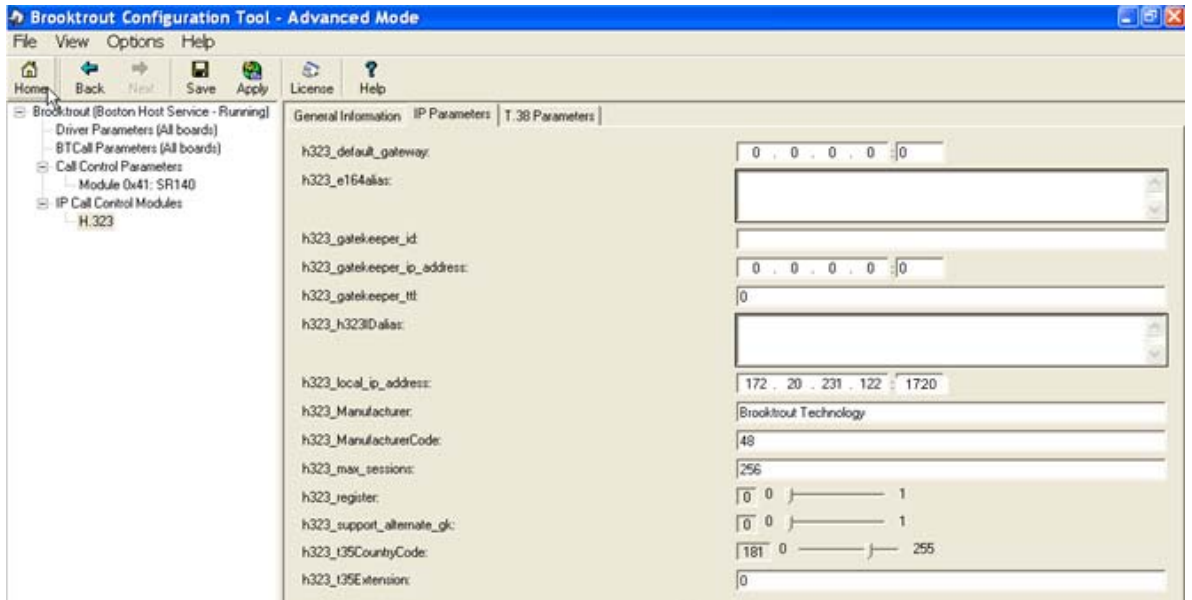 Brooktrout Configuration Tool - Advanced Mode
File View Options Help
Home Back Next Save Apply License Help
Brooktrout (Boston Host Service - Running)
Driver Parameters (All boards)
BTCall Parameters (All boards)
Call Control Parameters
Module 0x41: SR140
IP Call Control Modules
H.323
General Information IP Parameters T.38 Parameters
h323_default_gateway: 0 . 0 . 0 . 0 :0
h323_e164alias:
h323_gatekeeper_id:
h323_gatekeeper_ip_address: 0 . 0 . 0 . 0 :0
h323_gatekeeper_ttl: 0
h323_h323IDalias:
h323_local_ip_address: 172 . 20 . 231 . 122 : 1720
h323_Manufacturer: Brooktrout Technology
h323_ManufacturerCode: 48
h323_max_sessions: 256
h323_register: 0 0 1
h323_support_alternate_gk: 0 0 1
h323_t35CountryCode: 181 0 255
h323_t35Extension: 0